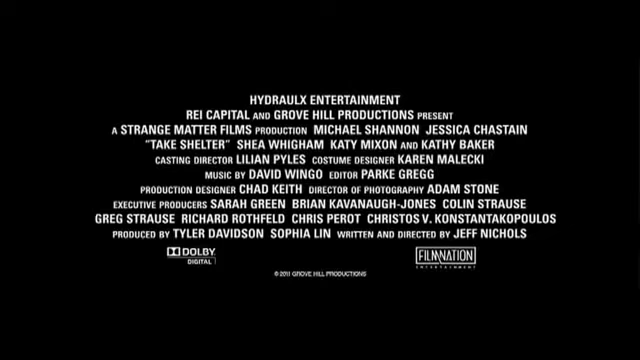 HYDRAULX ENTERTAINMENT
REI CAPITAL AND GROVE HILL PRODUCTIONS PRESENT
A STRANGE MATTER FILMS PRODUCTION MICHAEL SHANNON JESSICA CHASTAIN
"TAKE SHELTER" SHEA WHIGHAM KATY MIXON AND KATHY BAKER
CASTING DIRECTOR LILIAN PYLES COSTUME DESIGNER KAREN MALECKI
MUSIC BY DAVID WINGO EDITOR PARKE GREGG
PRODUCTION DESIGNER CHAD KEITH DIRECTOR OF PHOTOGRAPHY ADAM STONE
EXECUTIVE PRODUCERS SARAH GREEN BRIAN KAVANAUGH-JONES COLIN STRAUSE
GREG STRAUSE RICHARD ROTHFELD CHRIS PEROT CHRISTOS V. KONSTANTAKOPOULOS
PRODUCED BY TYLER DAVIDSON SOPHIA LIN WRITTEN AND DIRECTED BY JEFF NICHOLS
DOLBY
DIGITAL
FILMNATION
ENTERTAINMENT
© 2011 GROVE HILL PRODUCTIONS